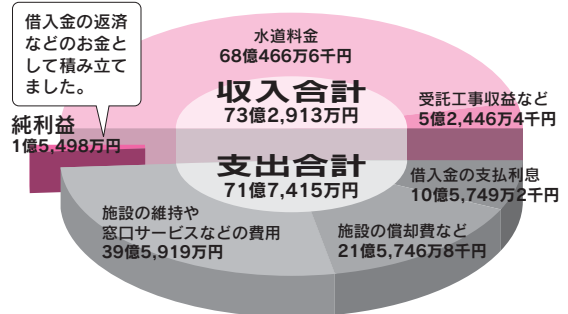 借入金の返済
などのお金と
して積み立て
ました。
水道料金
68億466万6千円
収入合計
73億2,913万円
受託工事収益など
5億2,446万4千円
純利益
1億5,498万円
支出合計
71億7,415万円
借入金の支払利息
10億5,749万2千円
施設の維持や
窓口サービスなどの費用
39億5,919万円
施設の償却費など
21億5,746万8千円